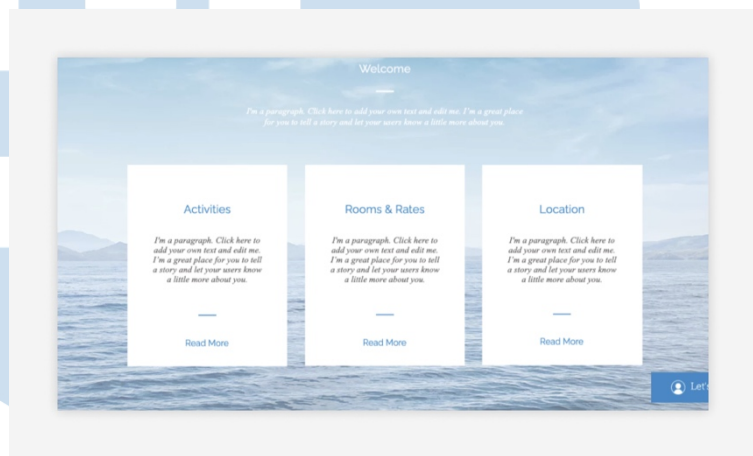 Welcome
I'm a paragraph. Click here to add your own text and edit me. I'm a great place
for you to tell a story and let your users know a little more about you.
Activities
I'm a paragraph. Click here to
add your own text and edit me.
I'm a great place for you to tell
a story and let your users know
a little more about you.
Read More
Rooms & Rates
I'm a paragraph. Click here to
add your own text and edit me.
I'm a great place for you to tell
a story and let your users know
a little more about you.
Read More
Location
I'm a paragraph. Click here to
add your own text and edit me.
I'm a great place for you to tell
a story and let your users know
a little more about you.
Read More
Let's